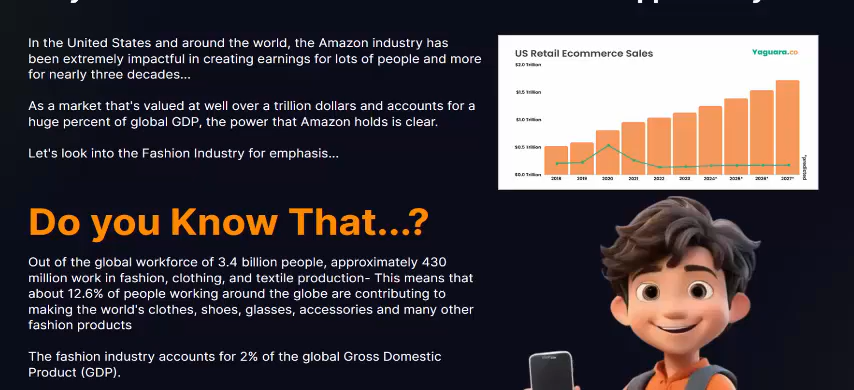 In the United States and around the world, the Amazon industry has
been extremely impactful in creating earnings for lots of people and more
for nearly three decades...
As a market that's valued at well over a trillion dollars and accounts for a
huge percent of global GDP, the power that Amazon holds is clear.
Let's look into the Fashion Industry for emphasis...
US Retail Ecommerce Sales
Yaguara.co
$2.0 Trillion
$1.5 Trillion
$1.0 Trillion
$0.5 Trillion
$0.0 Trillion
2018 2019 2020 2021 2022 2023 2024* 2025* 2026* 2027*
Do you Know That...?
Out of the global workforce of 3.4 billion people, approximately 430
million work in fashion, clothing, and textile production- This means that
about 12.6% of people working around the globe are contributing to
making the world's clothes, shoes, glasses, accessories and many other
fashion products
The fashion industry accounts for 2% of the global Gross Domestic
Product (GDP).